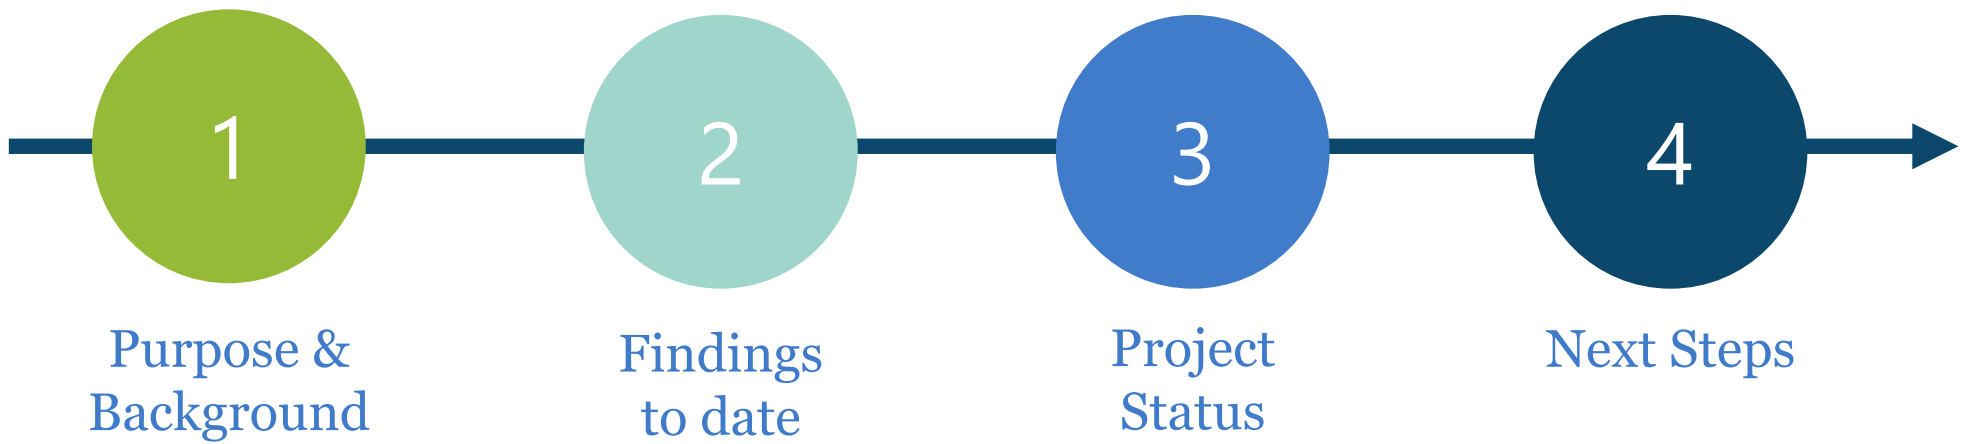 1
2
3
4
Purpose &
Background
Findings
to date
Project
Status
Next Steps